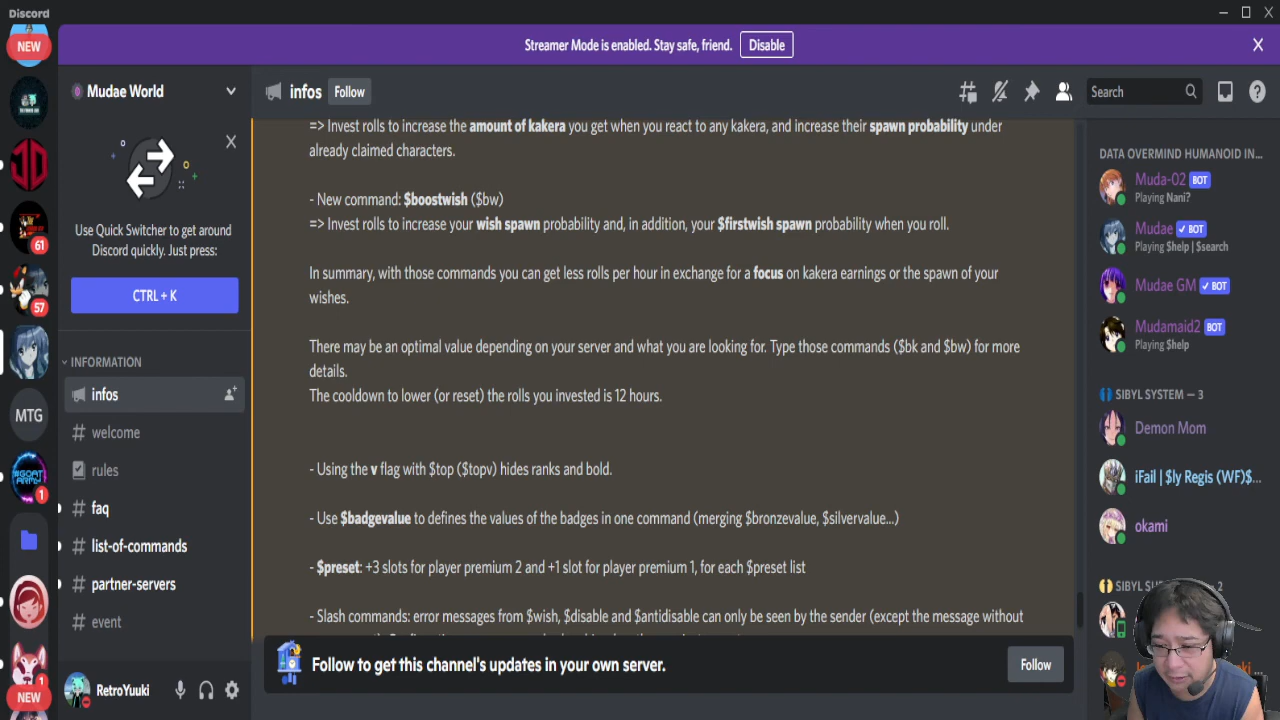 Discord
NEW
Streamer Mode is enabled. Stay safe, friend.
Disable
Mudae World
infos
Follow
Search
Use Quick Switcher to get around
Discord quickly. Just press:
CTRL + K
INFORMATION
infos
welcome
rules
faq
list-of-commands
partner-servers
event
RetroYuuki
61
57
MTG
#GOAT
ARMY
1
1
NEW
=> Invest rolls to increase the amount of kakera you get when you react to any kakera, and increase their spawn probability under
already claimed characters.
- New command: $boostwish ($bw)
=> Invest rolls to increase your wish spawn probability and, in addition, your $firstwish spawn probability when you roll.
In summary, with those commands you can get less rolls per hour in exchange for a focus on kakera earnings or the spawn of your
wishes.
There may be an optimal value depending on your server and what you are looking for. Type those commands ($bk and $bw) for more
details.
The cooldown to lower (or reset) the rolls you invested is 12 hours.
- Using the v flag with $top ($topv) hides ranks and bold.
- Use $badgevalue to defines the values of the badges in one command (merging $bronzevalue, $silvervalue...)
- $preset: +3 slots for player premium 2 and +1 slot for player premium 1, for each $preset list
- Slash commands: error messages from $wish, $disable and $antidisable can only be seen by the sender (except the message without
Follow to get this channel's updates in your own server.
Follow
DATA OVERMIND HUMANOID IN...
Muda-02 BOT
Playing Nani?
Mudae ✓ BOT
Playing $help | $search
Mudae GM ✓ BOT
Mudamaid2 BOT
Playing $help
SIBYL SYSTEM — 3
Demon Mom
iFail | $ly Regis (WF)$...
okami